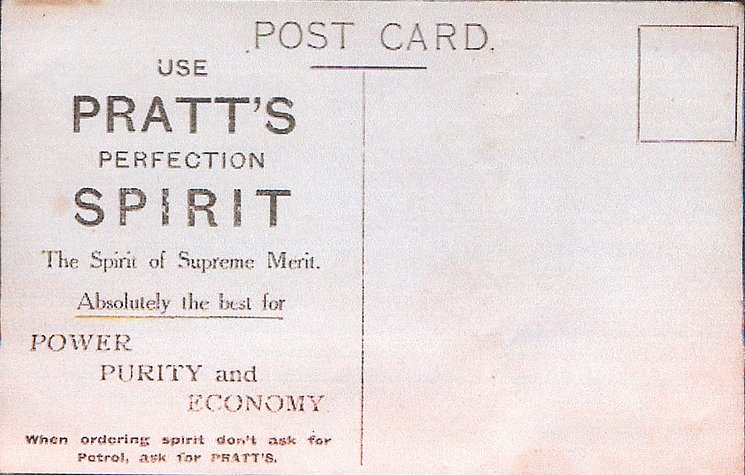 POST CARD.
USE
PRATT'S
PERFECTION
SPIRIT
The Spirit of Supreme Merit.
Absolutely the best for
POWER
PURITY and
ECONOMY.
When ordering spirit don't ask for
Petrol, ask for PRATT'S.